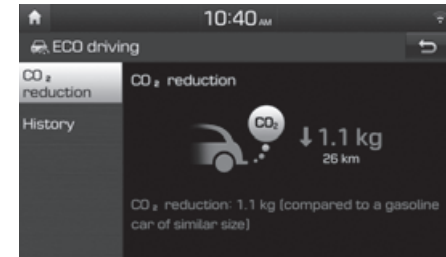 10:40 AM
ECO driving
CO₂
reduction
CO₂ reduction
History
CO₂
↓1.1 kg
26 km
CO₂ reduction: 1.1 kg (compared to a gasoline
car of similar size)